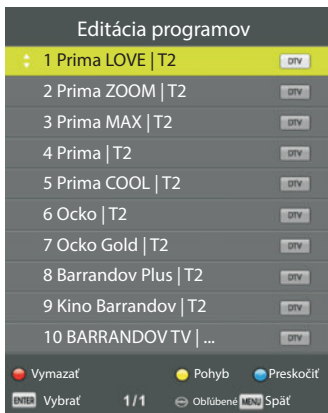 Editácia programov
1 Prima LOVE | T2 DTV
2 Prima ZOOM | T2 DTV
3 Prima MAX | T2 DTV
4 Prima | T2 DTV
5 Prima COOL | T2 DTV
6 Ocko | T2 DTV
7 Ocko Gold | T2 DTV
8 Barrandov Plus | T2 DTV
9 Kino Barrandov | T2 DTV
10 BARRANDOV TV | ... DTV
Vymazať Pohyb Preskočiť
ENTER Vybrať 1/1 Obľúbené MENU Späť